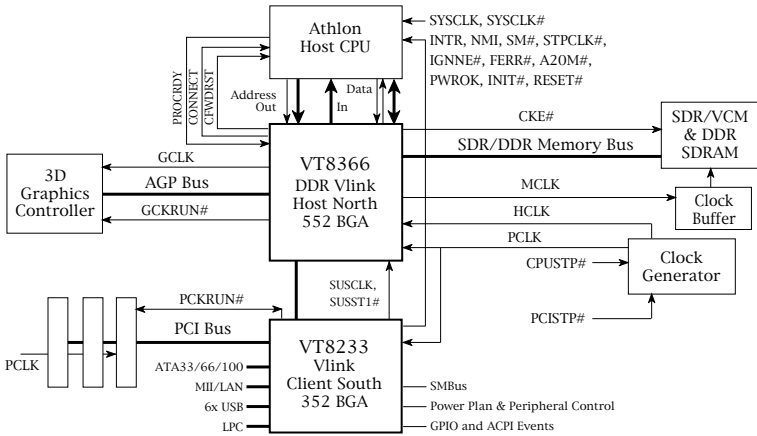 Athlon
Host CPU
SYSCLK, SYSCLK#
INTR, NMI, SM#, STPCLK#,
IGNNE#, FERR#, A20M#,
PWROK, INIT#, RESET#
PROCRDY
CONNECT
CFWDRST
Address
Out
In
Data
CKE#
SDR/DDR Memory Bus
SDR/VCM
& DDR
SDRAM
3D
Graphics
Controller
GCLK
AGP Bus
GCKRUN#
VT8366
DDR Vlink
Host North
552 BGA
MCLK
Clock
Buffer
HCLK
PCLK
CPUSTP#
Clock
Generator
PCISTP#
SUSCLK,
SUSST1#
PCKRUN#
PCI Bus
PCLK
VT8233
Vlink
Client South
352 BGA
ATA33/66/100
MII/LAN
6x USB
LPC
SMBus
Power Plan & Peripheral Control
GPIO and ACPI Events